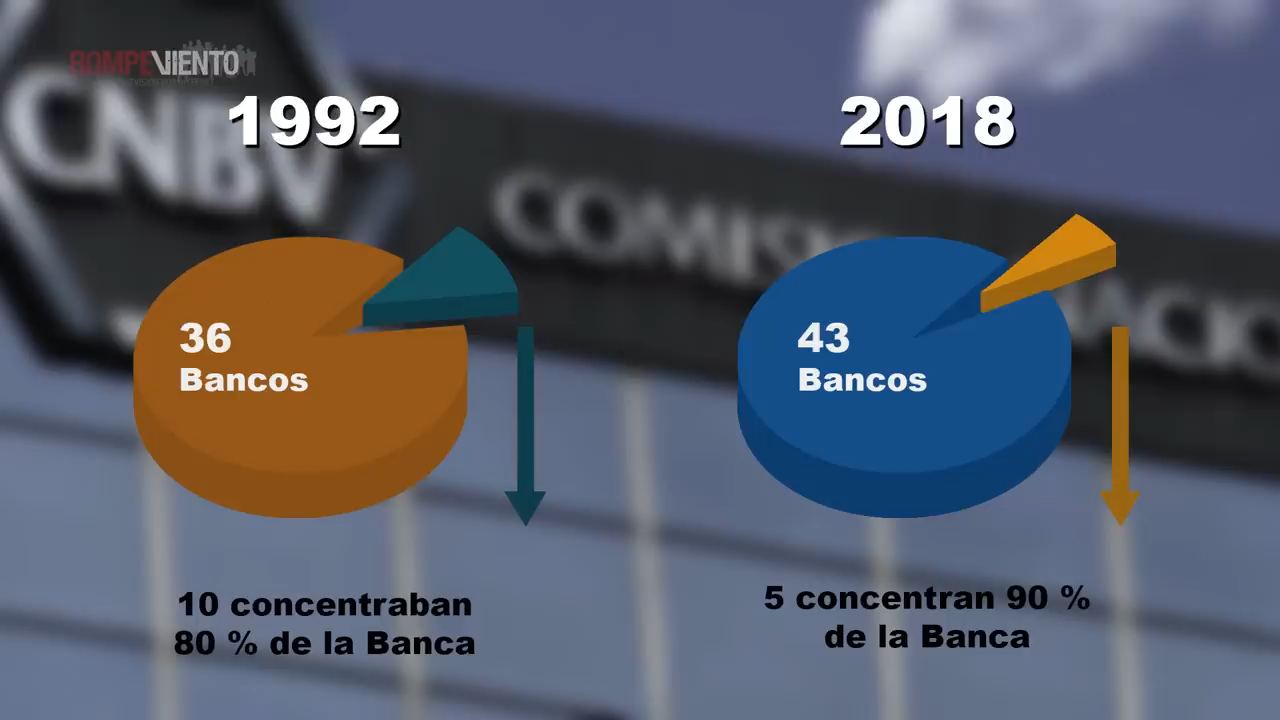 ROMPEVIENTO
CNBV
1992
2018
36
Bancos
43
Bancos
10 concentraban
80 % de la Banca
5 concentran 90 %
de la Banca